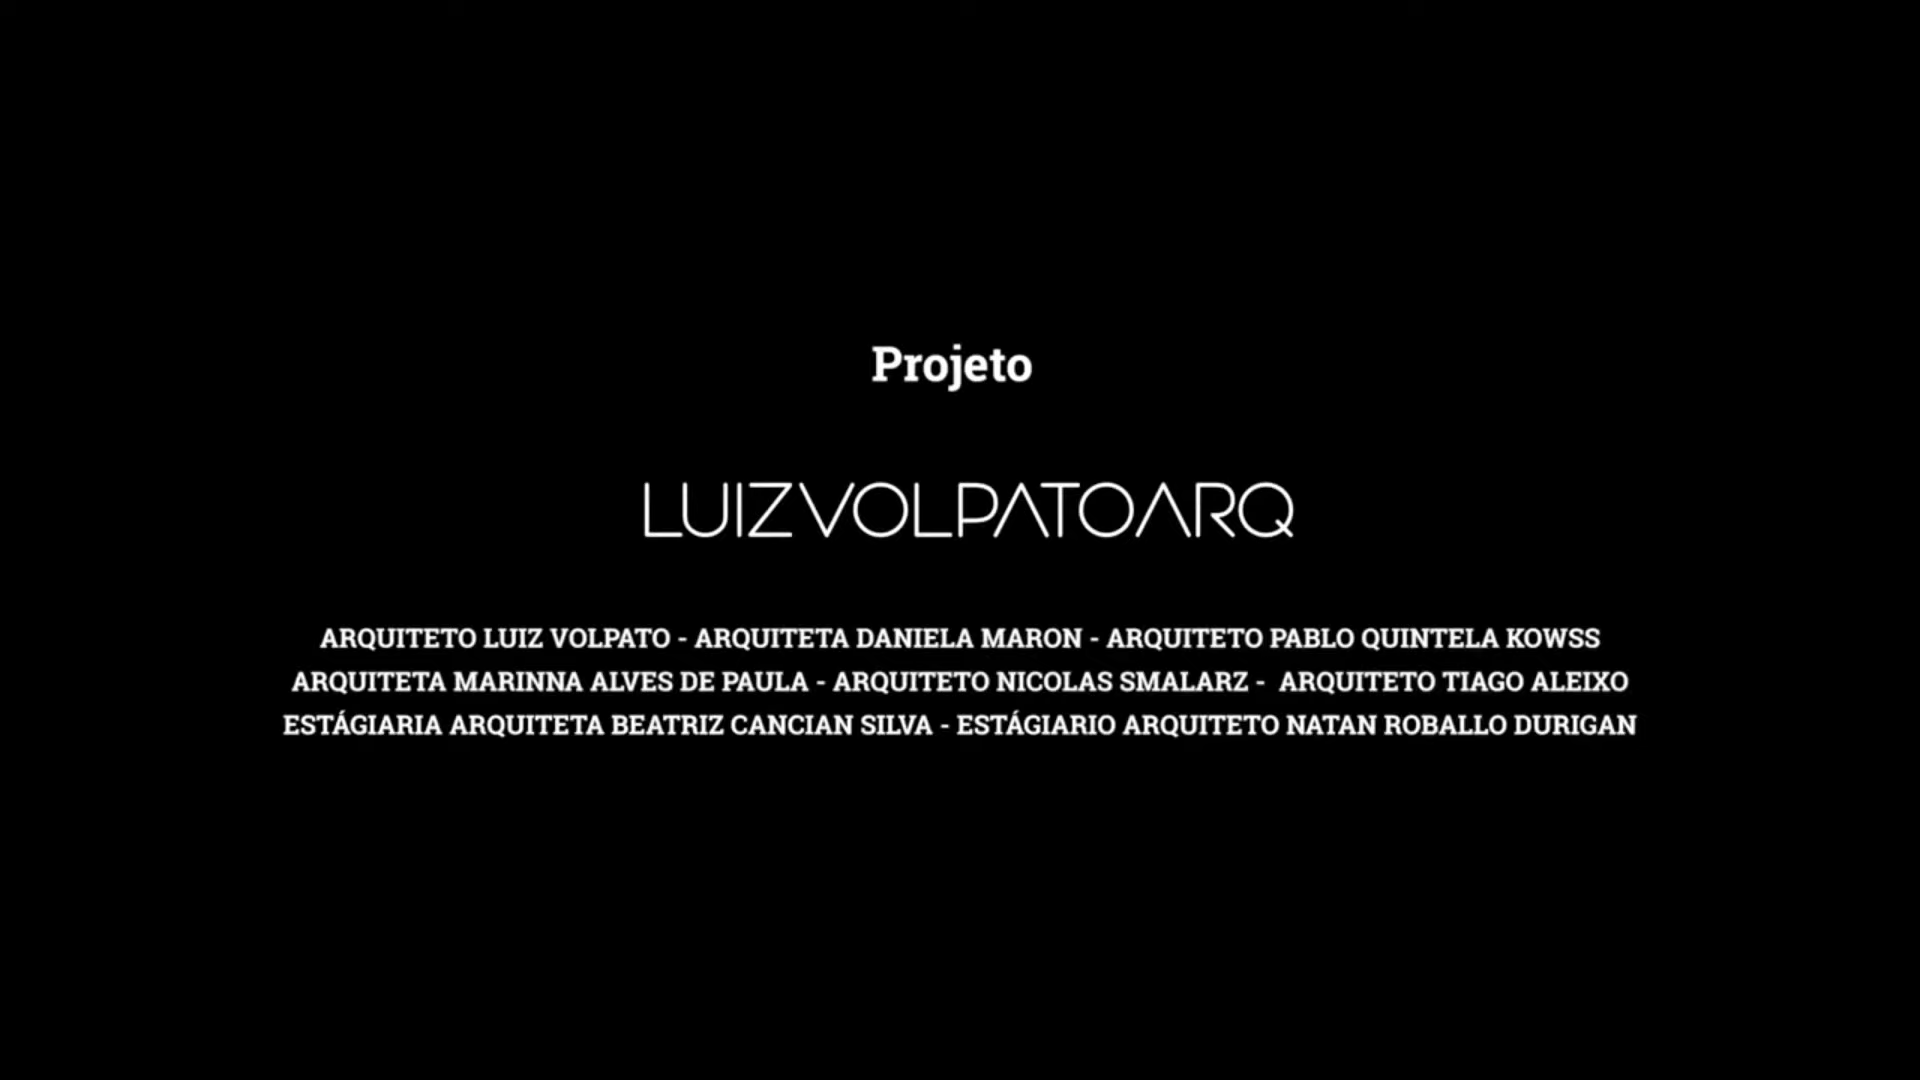 Projeto
LUIZVOLPATOARQ
ARQUITETO LUIZ VOLPATO - ARQUITETA DANIELA MARON - ARQUITETO PABLO QUINTELA KOWSS
ARQUITETA MARINNA ALVES DE PAULA - ARQUITETO NICOLAS SMALARZ - ARQUITETO TIAGO ALEIXO
ESTÁGIARIA ARQUITETA BEATRIZ CANCIAN SILVA - ESTÁGIARIO ARQUITETO NATAN ROBALLO DURIGAN